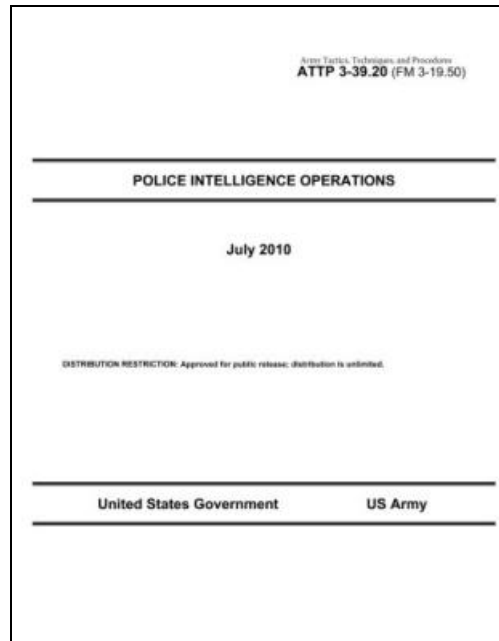 Army Tactics, Techniques, and Procedures
ATTP 3-39.20 (FM 3-19.50)
POLICE INTELLIGENCE OPERATIONS
July 2010
DISTRIBUTION RESTRICTION: Approved for public release; distribution is unlimited.
United States Government US Army